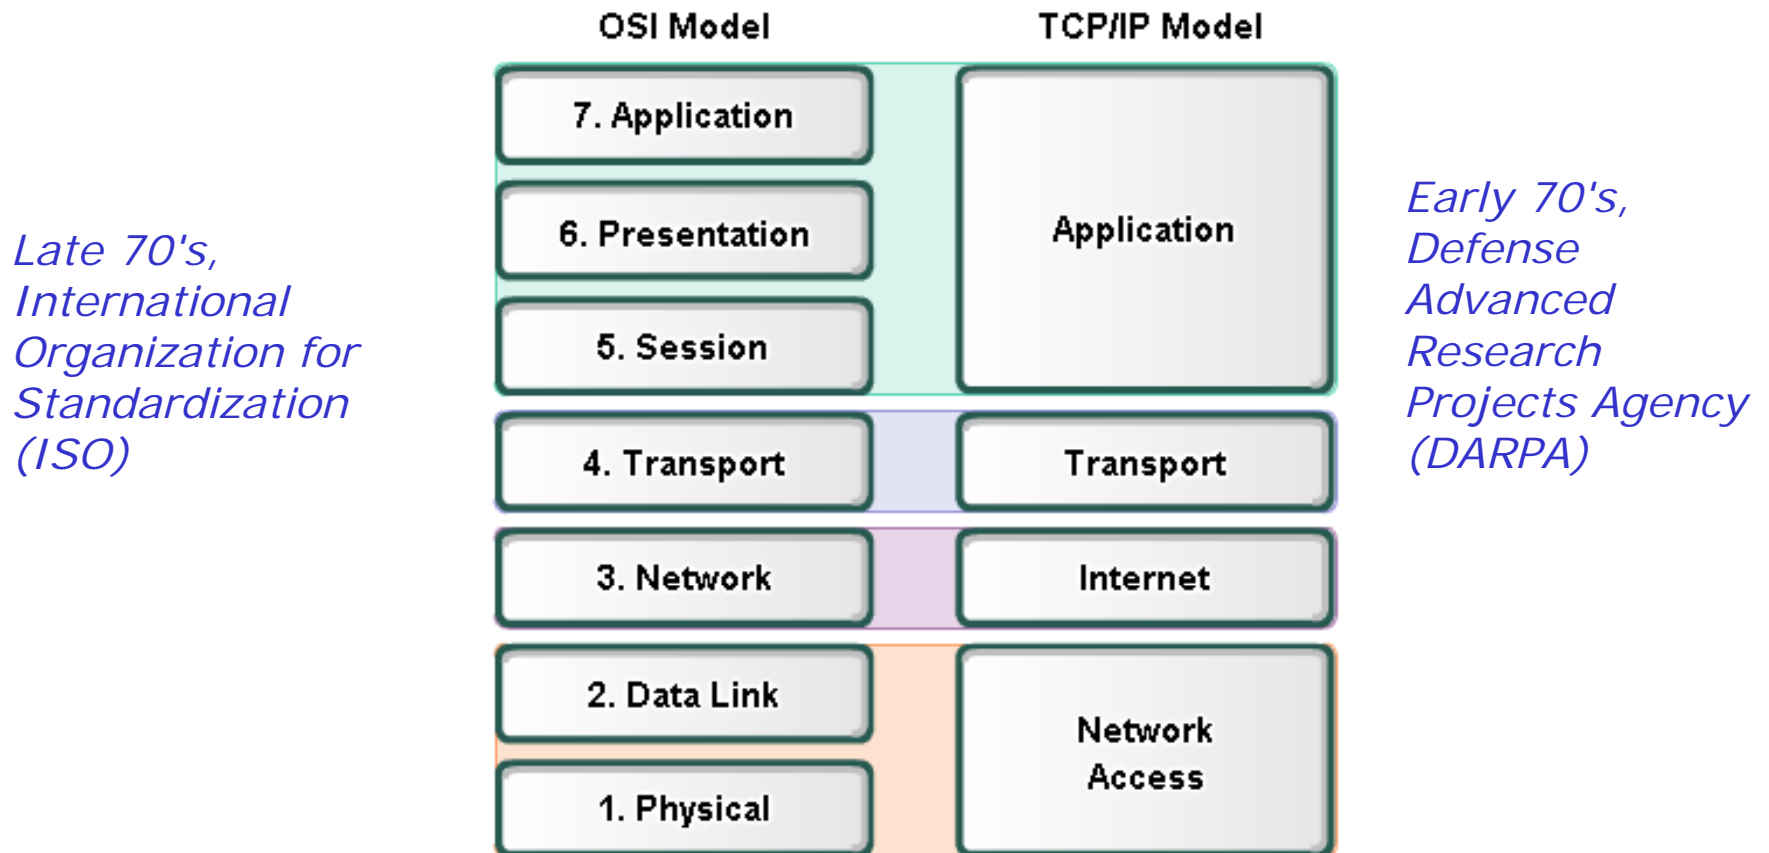 OSI Model
TCP/IP Model
7. Application
6. Presentation
5. Session
4. Transport
3. Network
2. Data Link
1. Physical
Application
Transport
Internet
Network
Access
Late 70's,
International
Organization for
Standardization
(ISO)
Early 70's,
Defense
Advanced
Research
Projects Agency
(DARPA)